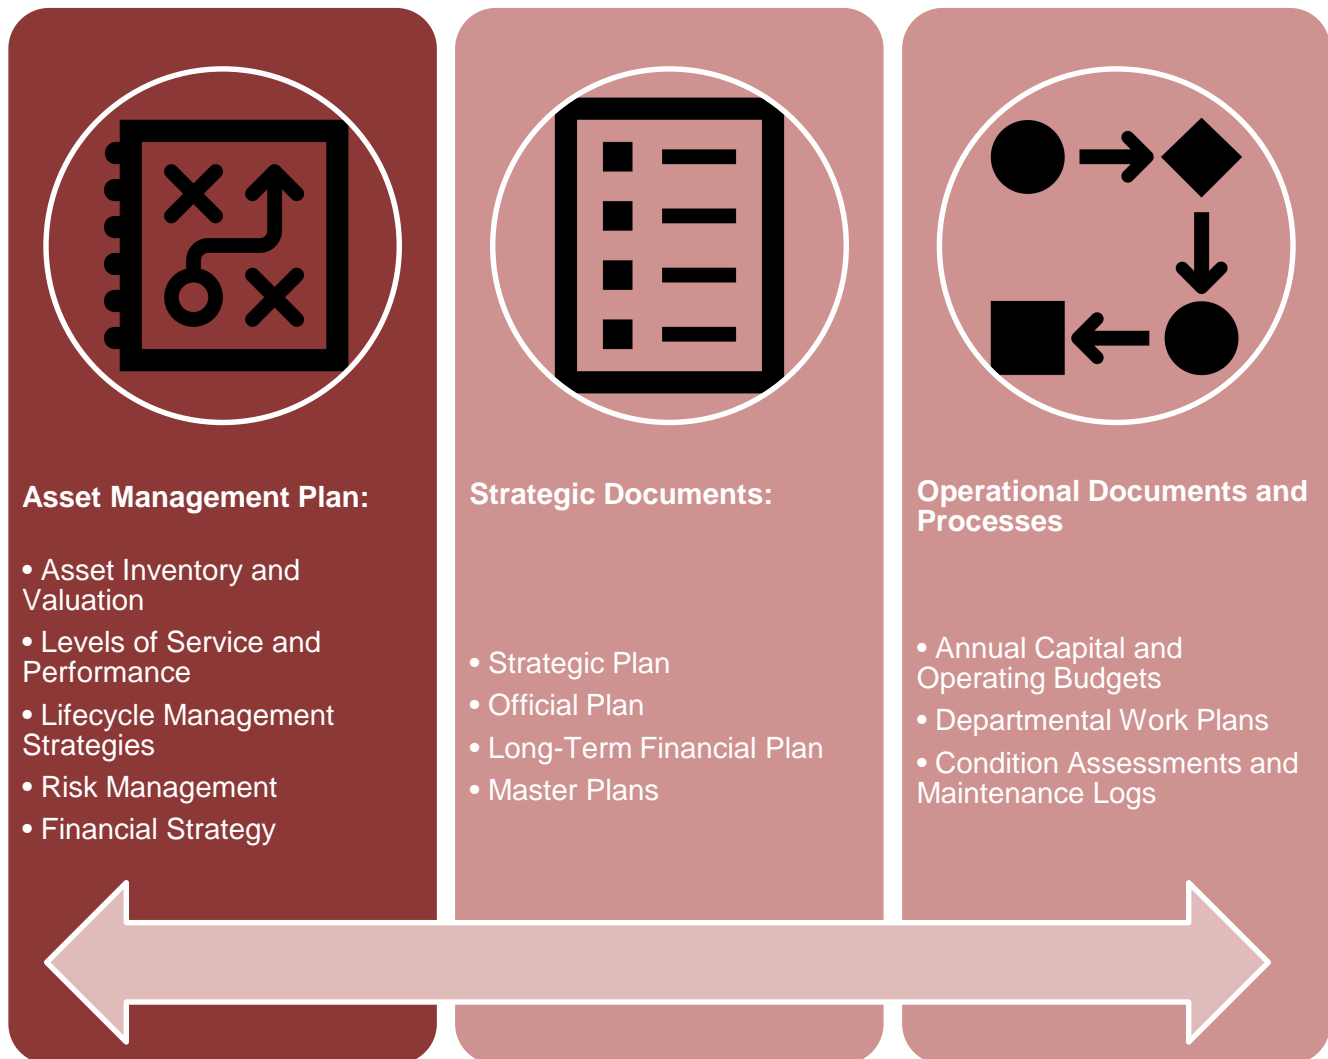 Asset Management Plan:
• Asset Inventory and
Valuation
• Levels of Service and
Performance
• Lifecycle Management
Strategies
• Risk Management
• Financial Strategy
Strategic Documents:
• Strategic Plan
• Official Plan
• Long-Term Financial Plan
• Master Plans
Operational Documents and
Processes
• Annual Capital and
Operating Budgets
• Departmental Work Plans
• Condition Assessments and
Maintenance Logs